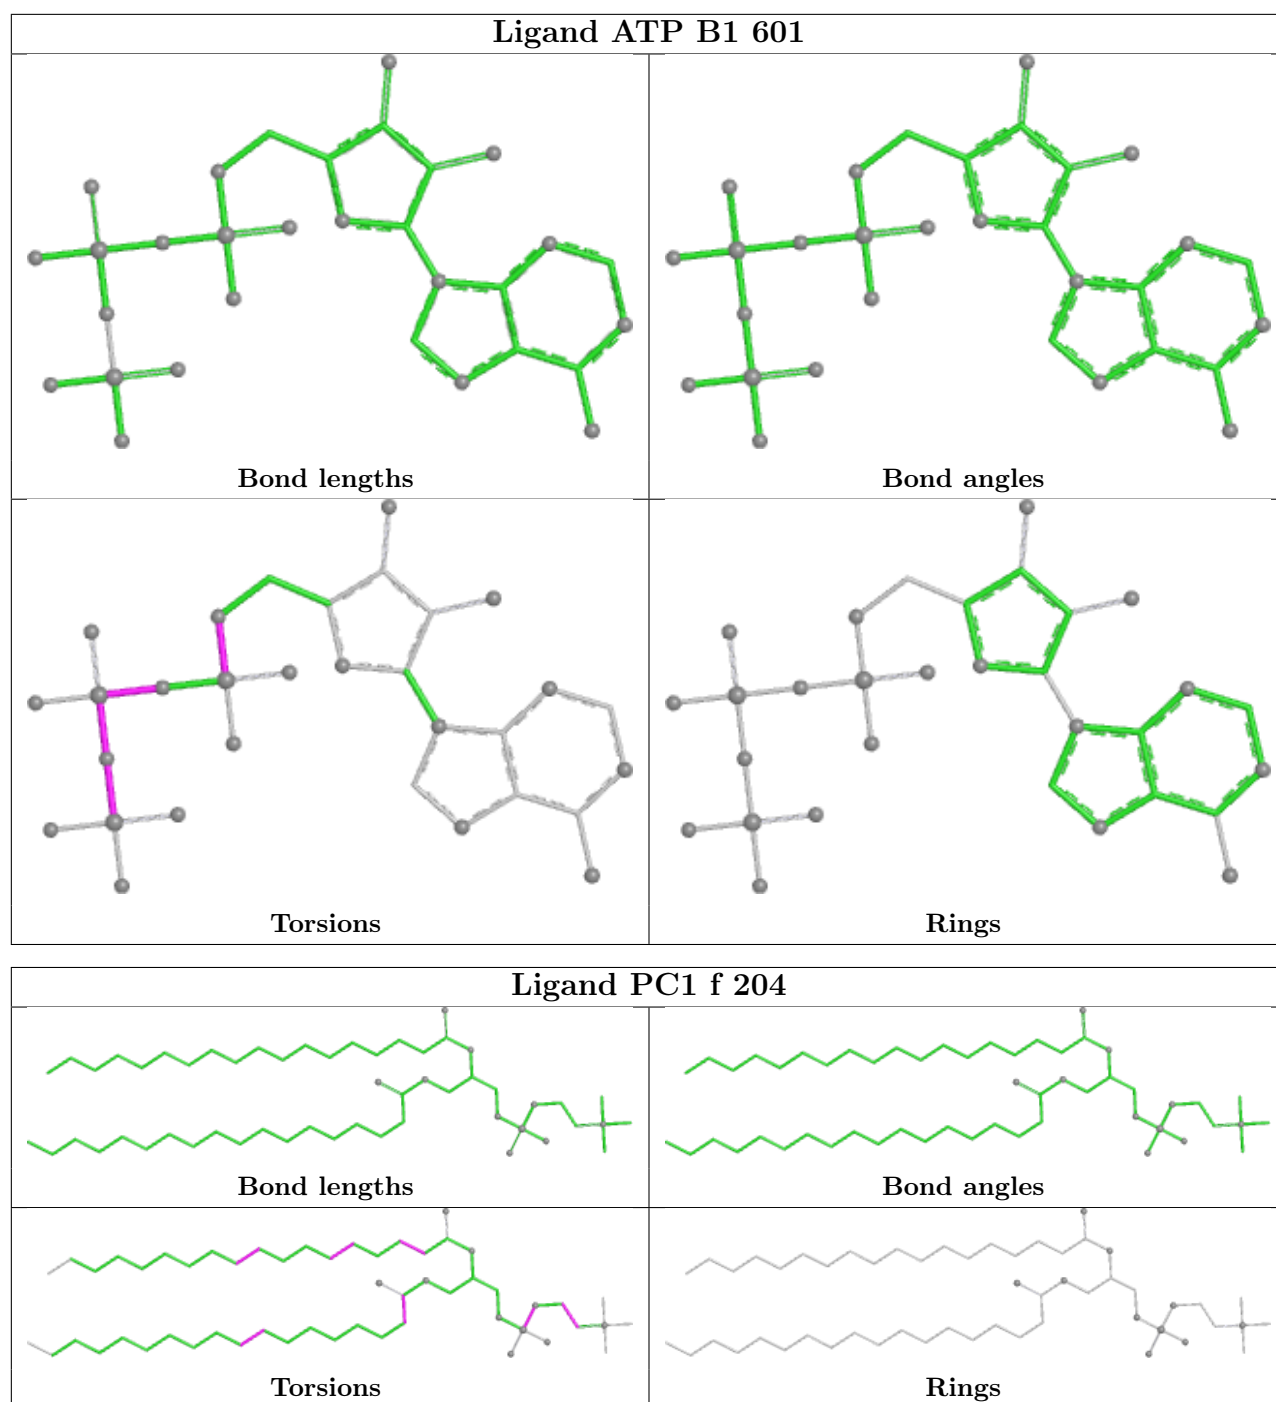 Ligand ATP B1 601
Bond lengths
Bond angles
Torsions
Rings
Ligand PC1 f 204
Bond lengths
Bond angles
Torsions
Rings